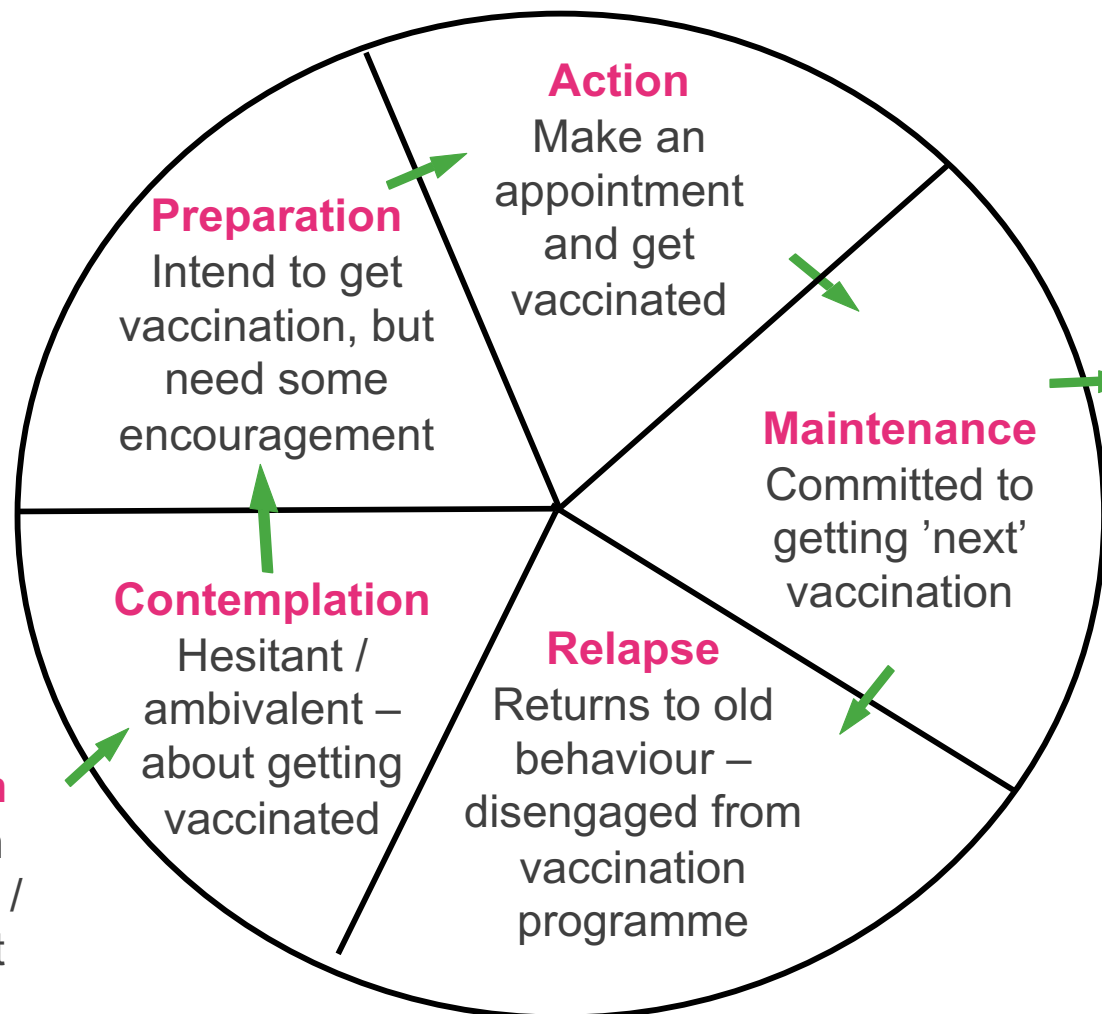 Action
Make an
appointment
and get
vaccinated
Preparation
Intend to get
vaccination, but
need some
encouragement
Maintenance
Committed to
getting ’next’
vaccination
Contemplation
Hesitant /
ambivalent –
about getting
vaccinated
Relapse
Returns to old
behaviour –
disengaged from
vaccination
programme
/